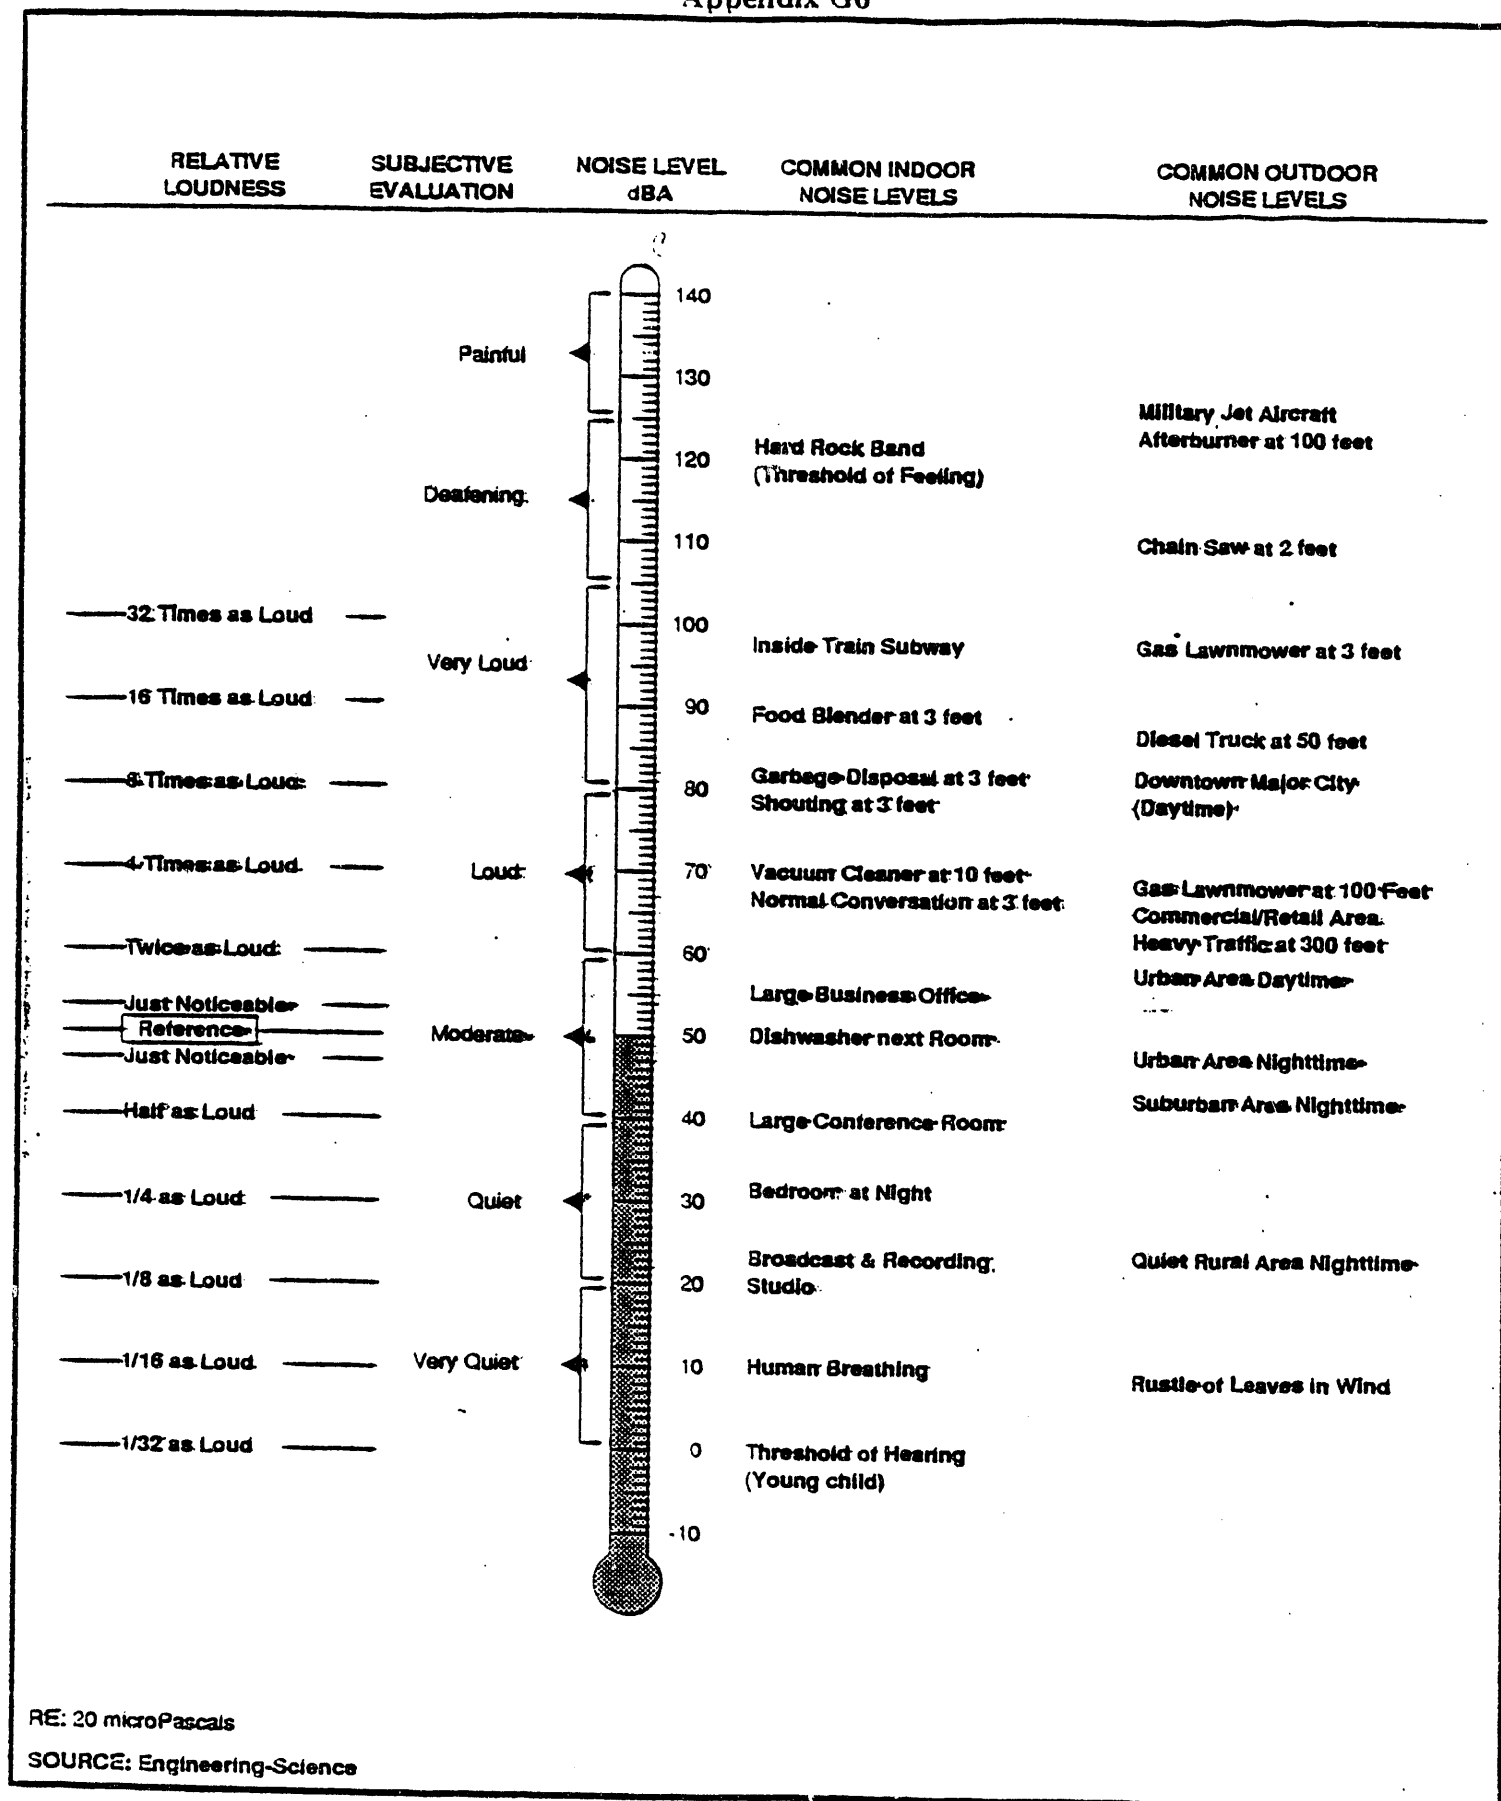 Appendix G6
RELATIVE
LOUDNESS
SUBJECTIVE
EVALUATION
NOISE LEVEL
dBA
COMMON INDOOR
NOISE LEVELS
COMMON OUTDOOR
NOISE LEVELS
140
Painful
130
Military Jet Aircraft
Afterburner at 100 feet
Hard Rock Band
(Threshold of Feeling)
120
Deafening
110
Chain Saw at 2 feet
32 Times as Loud
100
Inside Train Subway
Gas Lawnmower at 3 feet
Very Loud
16 Times as Loud
90
Food Blender at 3 feet
Diesel Truck at 50 feet
8 Times as Loud
80
Garbage Disposal at 3 feet
Shouting at 3 feet
Downtown Major City
(Daytime)
4 Times as Loud
Loud
70
Vacuum Cleaner at 10 feet
Normal Conversation at 3 feet
Gas Lawnmower at 100 Feet
Commercial/Retail Area
Heavy Traffic at 300 feet
Twice as Loud
60
Urban Area Daytime
Just Noticeable
Large Business Office
Reference
Moderate
50
Dishwasher next Room
Just Noticeable
Urban Area Nighttime
Half as Loud
40
Large Conference Room
Suburban Area Nighttime
1/4 as Loud
Quiet
30
Bedroom at Night
1/8 as Loud
20
Broadcast & Recording
Studio
Quiet Rural Area Nighttime
1/16 as Loud
Very Quiet
10
Human Breathing
Rustle of Leaves in Wind
1/32 as Loud
0
Threshold of Hearing
(Young child)
-10
RE: 20 microPascals
SOURCE: Engineering-Science